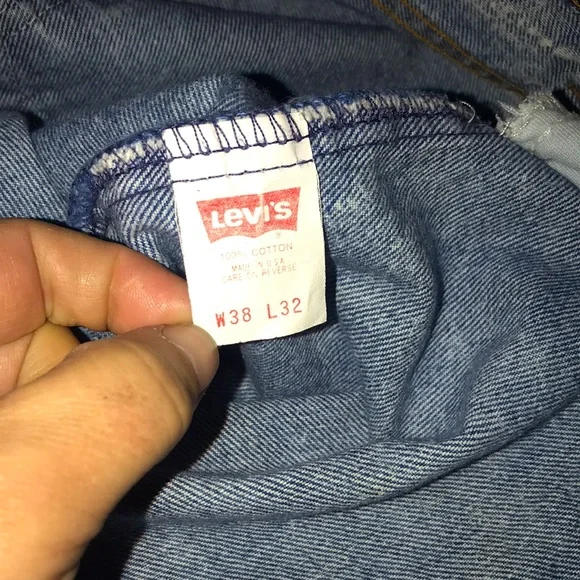 Levi's
®
100% COTTON
MADE IN U.S.A.
CARE ON REVERSE
W38 L32